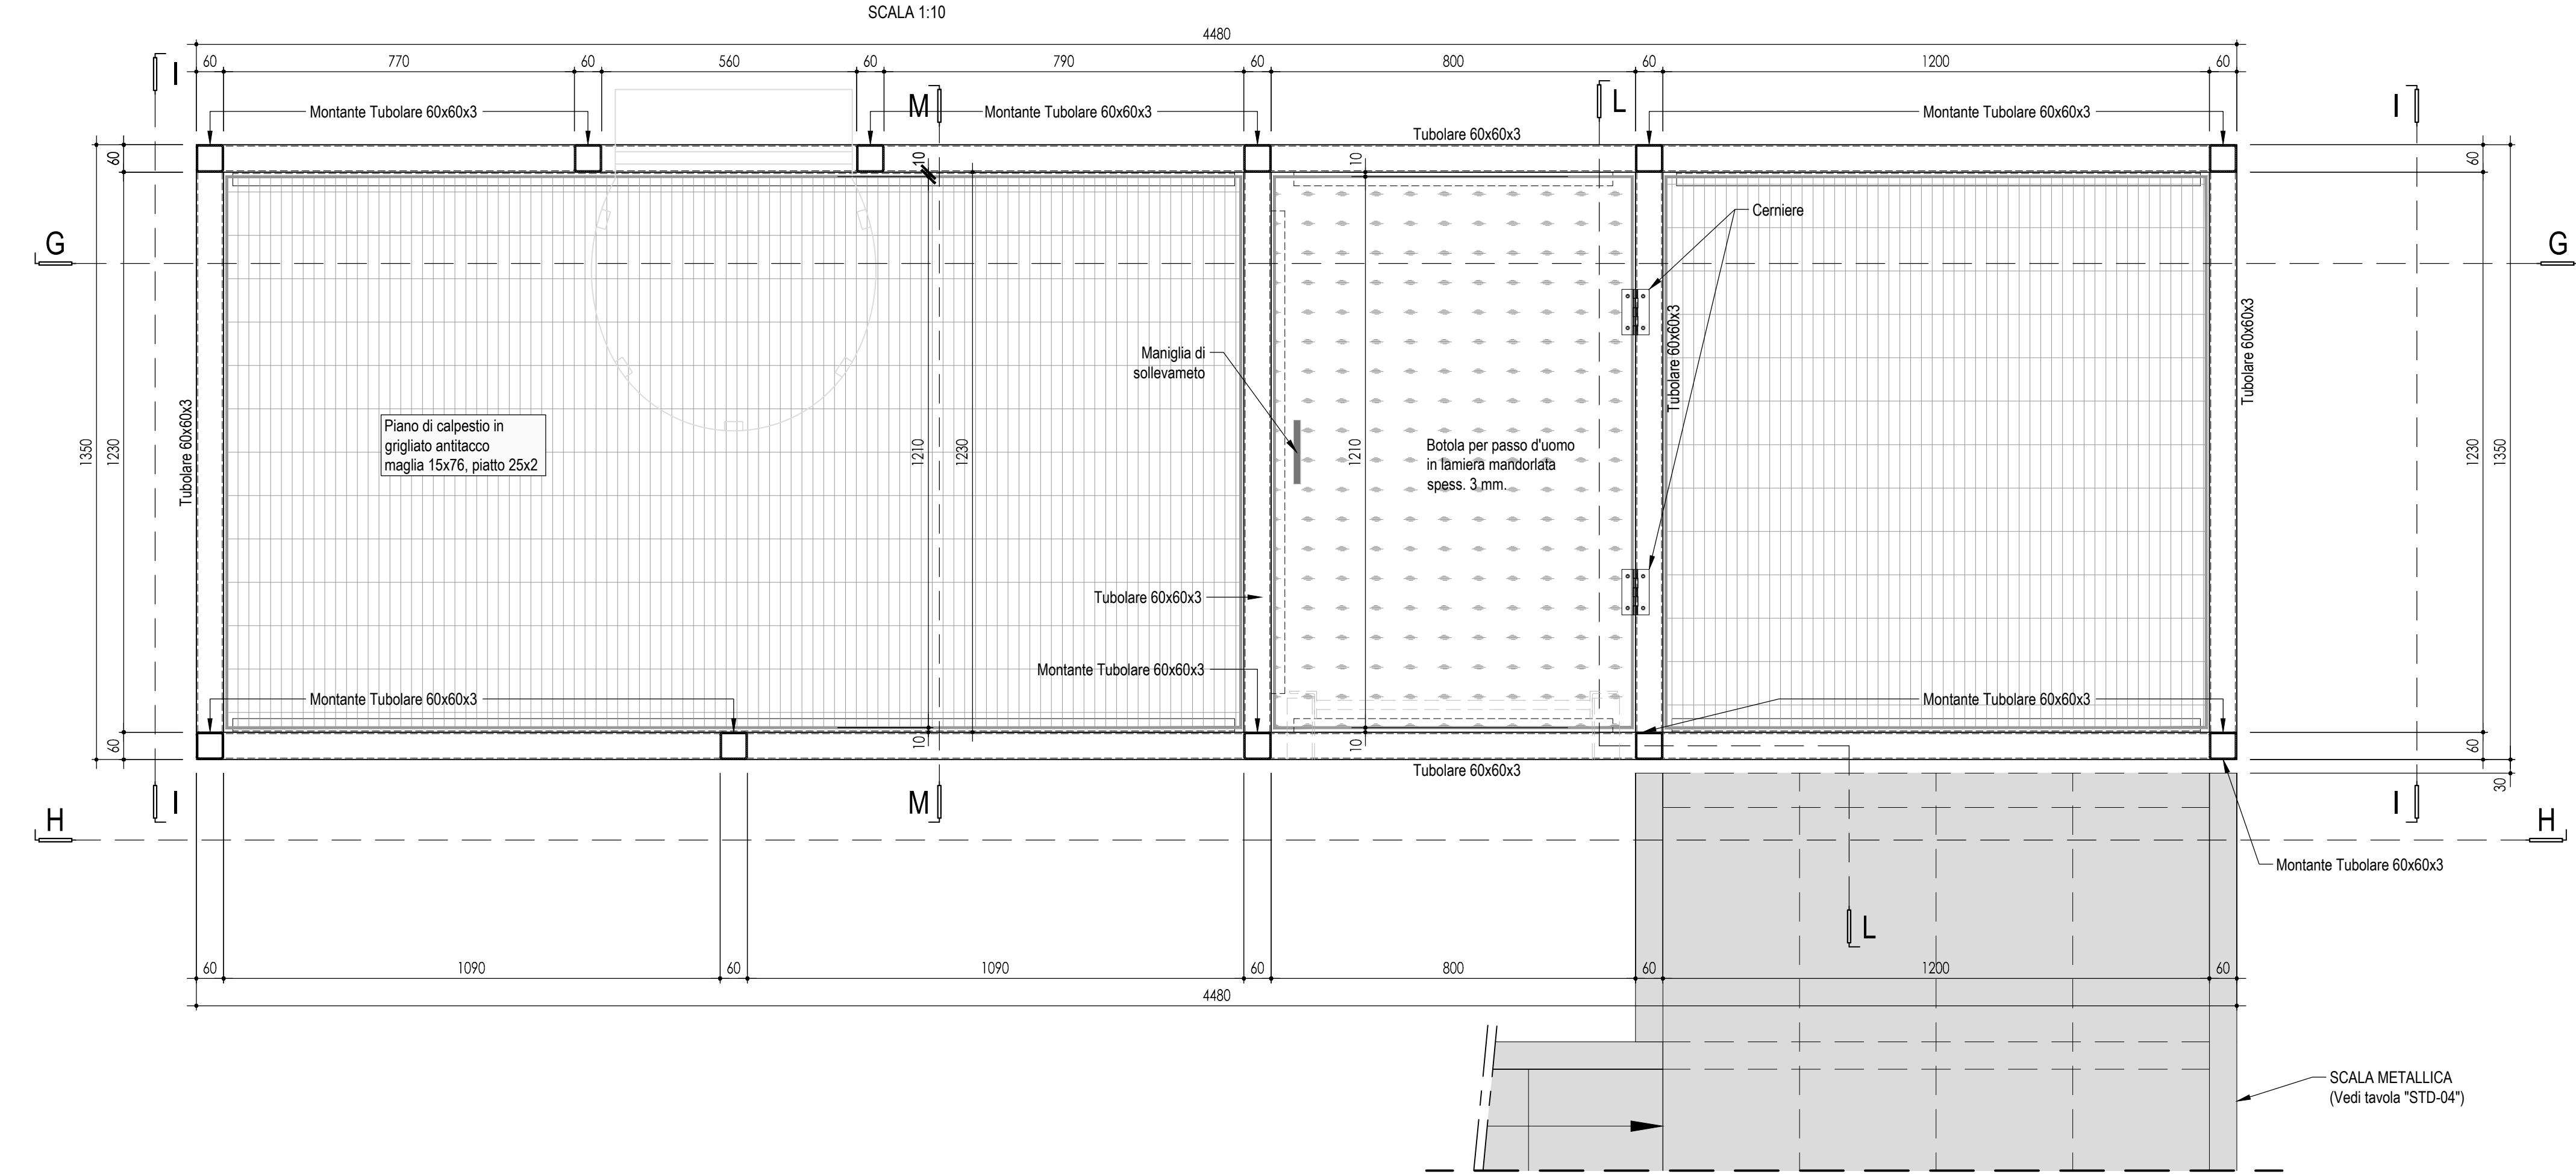 SCALA 1:10
4480
60 770 60 560 60 790 60 800 60 1200 60
I M L I
Montante Tubolare 60x60x3 Montante Tubolare 60x60x3 Montante Tubolare 60x60x3
Tubolare 60x60x3
60 10 10 60
Cerniere
G G
Tubolare 60x60x3
Tubolare 60x60x3
Tubolare 60x60x3
Maniglia di
sollevameto
Piano di calpestio in
grigliato antitacco
maglia 15x76, piatto 25x2
Botola per passo d'uomo
in lamiera mandorlata
spess. 3 mm.
1350 1230 1210 1230 1210 1230 1350
Tubolare 60x60x3
Montante Tubolare 60x60x3
Montante Tubolare 60x60x3 Montante Tubolare 60x60x3
60 10 10 60
Tubolare 60x60x3
30
I M I
H H
Montante Tubolare 60x60x3
L
60 1090 60 1090 60 800 60 1200 60
4480
SCALA METALLICA
(Vedi tavola "STD-04")